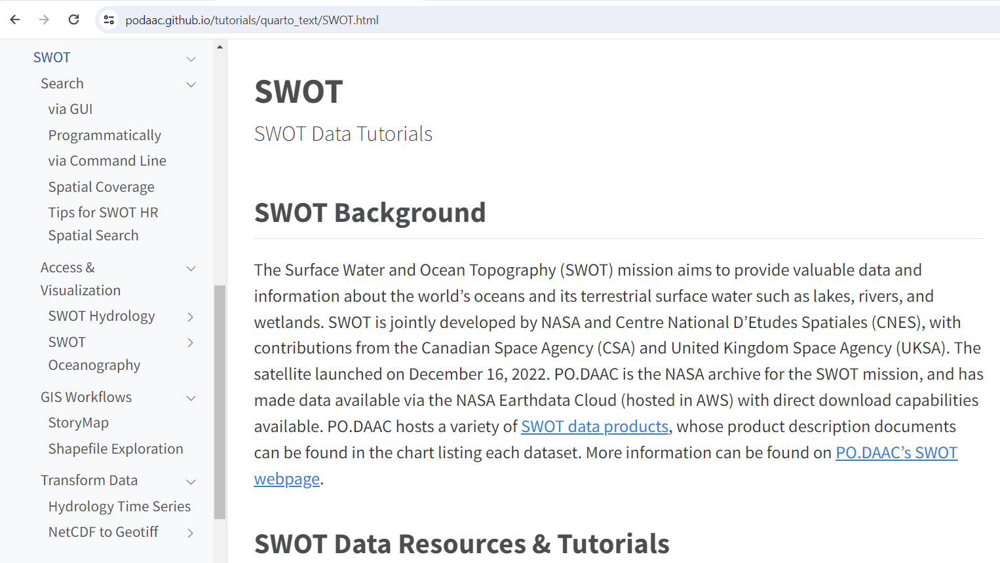 podaac.github.io/tutorials/quarto_text/SWOT.html
SWOT
Search
via GUI
Programmatically
via Command Line
Spatial Coverage
Tips for SWOT HR
Spatial Search
Access &
Visualization
SWOT Hydrology
SWOT
Oceanography
GIS Workflows
StoryMap
Shapefile Exploration
Transform Data
Hydrology Time Series
NetCDF to Geotiff
SWOT
SWOT Data Tutorials
SWOT Background
The Surface Water and Ocean Topography (SWOT) mission aims to provide valuable data and
information about the world’s oceans and its terrestrial surface water such as lakes, rivers, and
wetlands. SWOT is jointly developed by NASA and Centre National D’Etudes Spatiales (CNES), with
contributions from the Canadian Space Agency (CSA) and United Kingdom Space Agency (UKSA). The
satellite launched on December 16, 2022. PO.DAAC is the NASA archive for the SWOT mission, and has
made data available via the NASA Earthdata Cloud (hosted in AWS) with direct download capabilities
available. PO.DAAC hosts a variety of SWOT data products, whose product description documents
can be found in the chart listing each dataset. More information can be found on PO.DAAC’s SWOT
webpage.
SWOT Data Resources & Tutorials